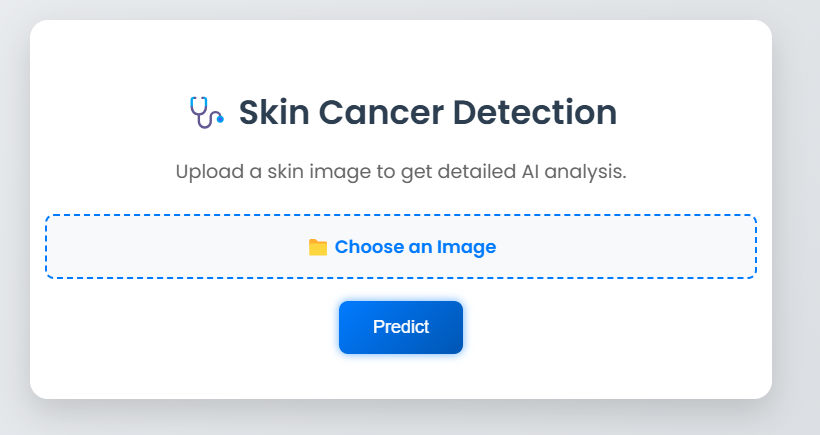 Skin Cancer Detection
Upload a skin image to get detailed AI analysis.
Choose an Image
Predict